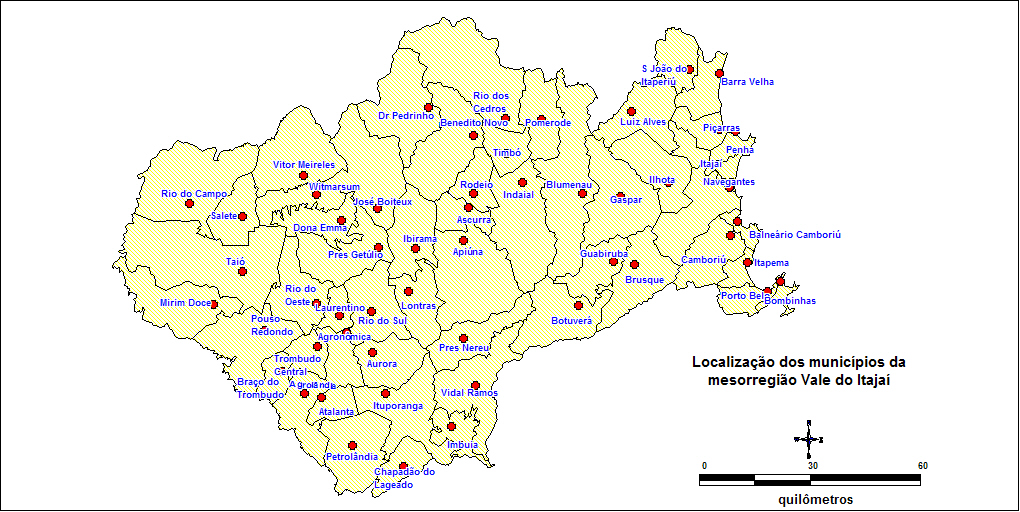 S João do
Itaperiú
Barra Velha
Rio dos
Cedros
Dr Pedrinho
Benedito Novo
Pomerode
Luiz Alves
Piçarras
Penha
Timbó
Itajaí
Vitor Meireles
Navegantes
Ilhota
Witmarsum
Rodeio
Indaial
Blumenau
Rio do Campo
José Boiteux
Gaspar
Salete
Ascurra
Dona Emma
Balneário Camboriú
Ibirama
Pres Getúlio
Apiúna
Guabiruba
Camboriú
Itapema
Taió
Brusque
Rio do
Oeste
Mirim Doce
Lontras
Porto Belo
Bombinhas
Laurentino
Pouso
Redondo
Rio do Sul
Botuverá
Agronômica
Pres Nereu
Trombudo
Central
Aurora
Braço do
Trombudo
Agrolândia
Vidal Ramos
Atalanta
Ituporanga
Imbuia
Petrolândia
Chapadão do
Lageado
Localização dos municípios da
mesorregião Vale do Itajaí
0 30 60
quilômetros